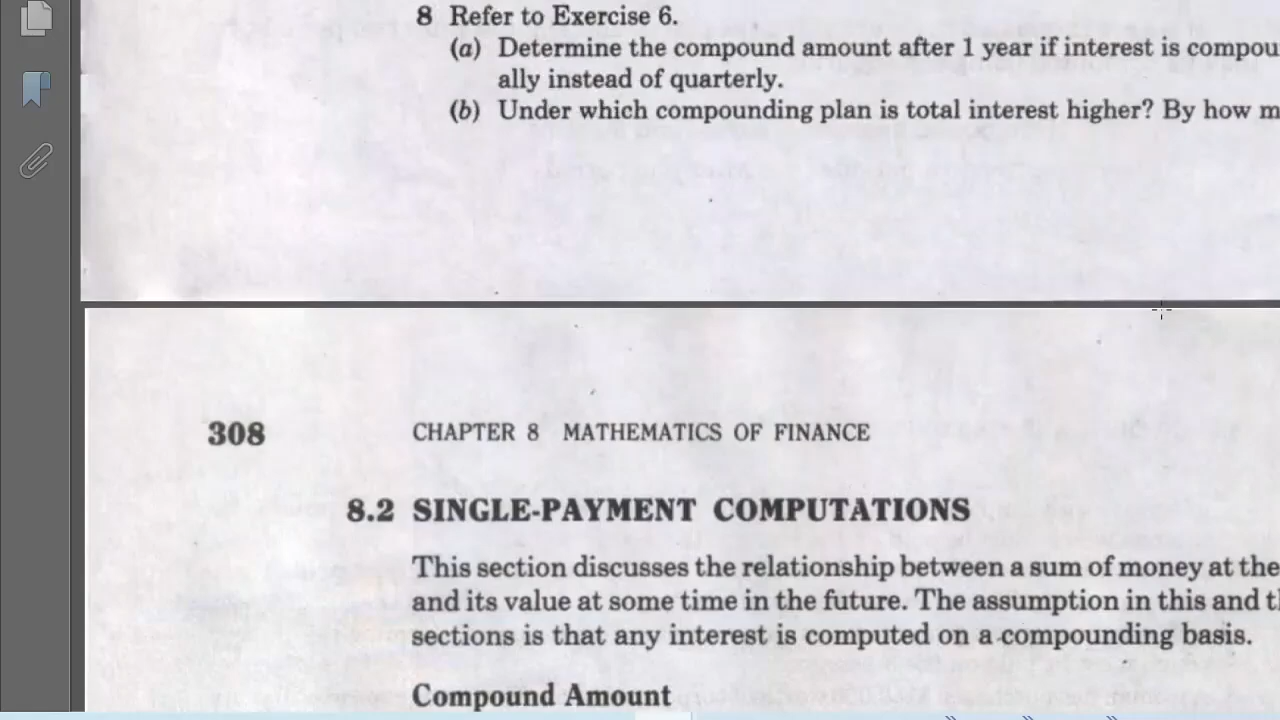 8 Refer to Exercise 6.
(a) Determine the compound amount after 1 year if interest is
ally instead of quarterly.
(b) Under which compounding plan is total interest higher? By how
308 CHAPTER 8 MATHEMATICS OF FINANCE
8.2 SINGLE-PAYMENT COMPUTATIONS
This section discusses the relationship between a sum of money at the
and its value at some time in the future. The assumption in this and
sections is that any interest is computed on a compounding basis.
Compound Amount